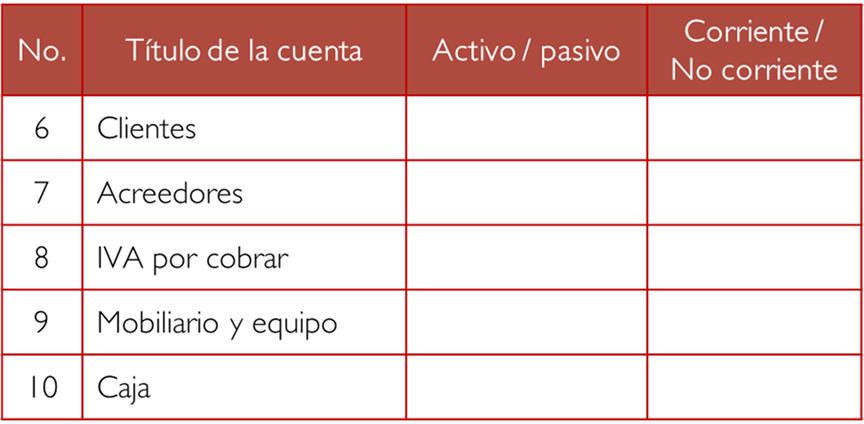 No. Título de la cuenta Activo / pasivo Corriente / No corriente
6 Clientes
7 Acreedores
8 IVA por cobrar
9 Mobiliario y equipo
10 Caja